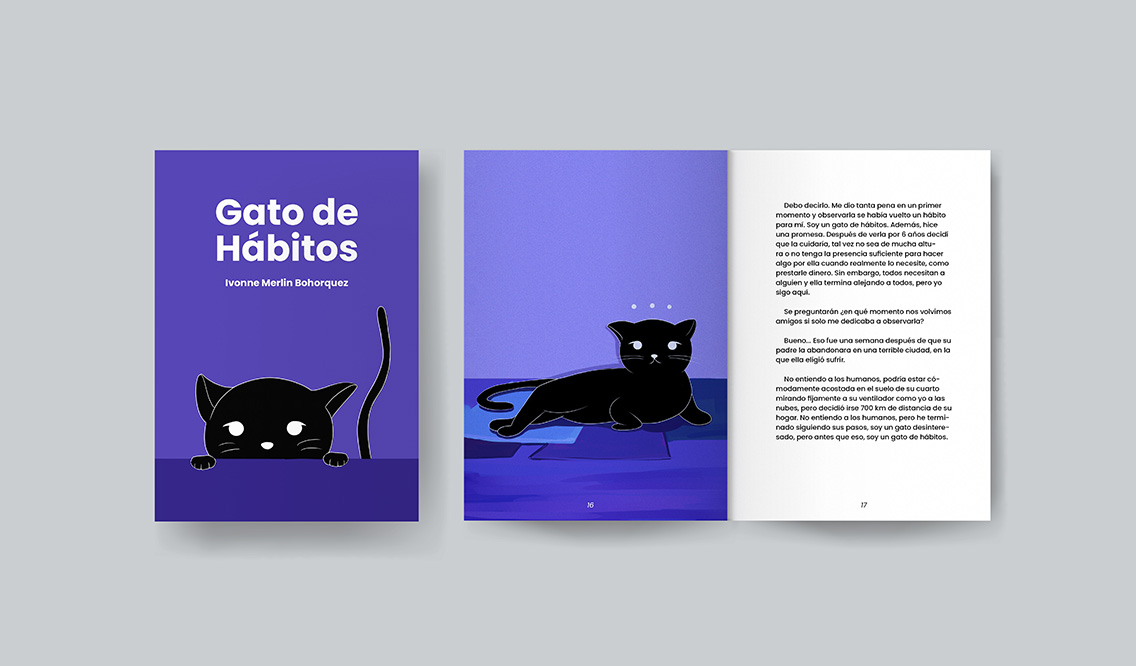 Gato de
Hábitos
Ivonne Merlin Bohorquez
16
Debo decirlo. Me dio tanta pena en un primer
momento y observarla se había vuelto un hábito
para mí. Soy un gato de hábitos. Además, hice
una promesa. Después de verla por 6 años decidí
que la cuidaría, tal vez no sea de mucha altu-
ra o no tenga la presencia suficiente para hacer
algo por ella cuando realmente lo necesite, como
prestarle dinero. Sin embargo, todos necesitan a
alguien y ella termina alejando a todos, pero yo
sigo aquí.
Se preguntarán ¿en qué momento nos volvimos
amigos si solo me dedicaba a observarla?
Bueno... Eso fue una semana después de que su
padre la abandonara en una terrible ciudad, en la
que ella eligió sufrir.
No entiendo a los humanos, podría estar có-
modamente acostada en el suelo de su cuarto
mirando fijamente a su ventilador como yo a las
nubes, pero decidió irse 700 km de distancia de su
hogar. No entiendo a los humanos, pero he termi-
nado siguiendo sus pasos, soy un gato desintere-
sado, pero antes que eso, soy un gato de hábitos.
17